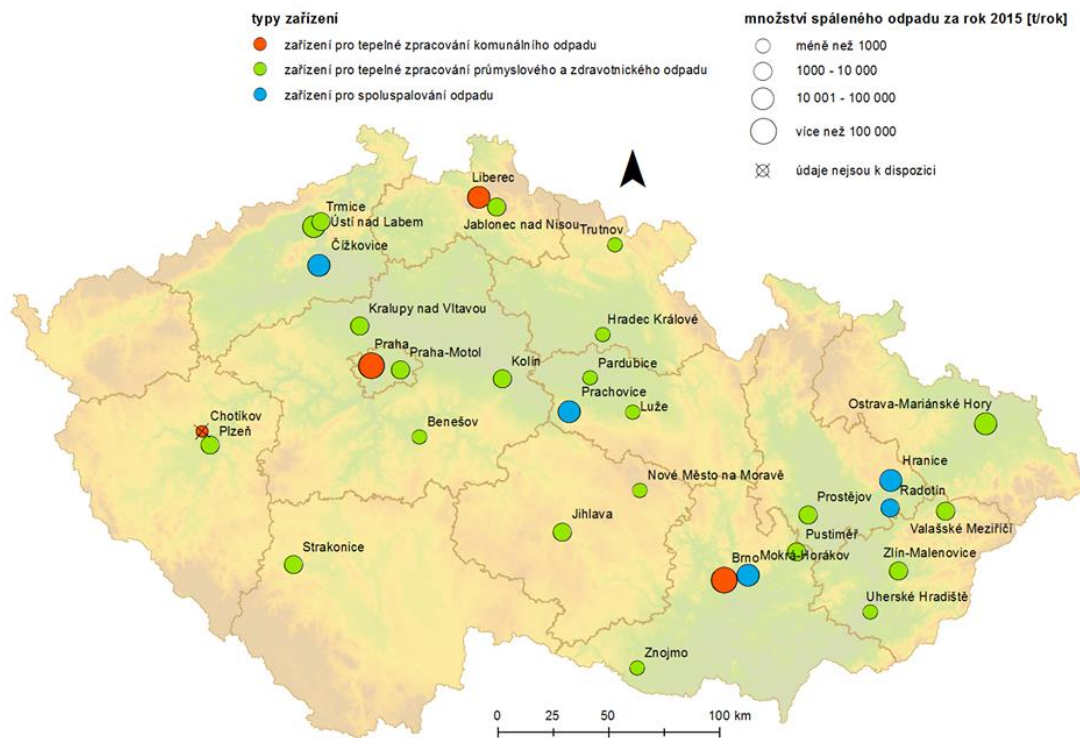 typy zařízení
zařízení pro tepelné zpracování komunálního odpadu
zařízení pro tepelné zpracování průmyslového a zdravotnického odpadu
zařízení pro spoluspalování odpadu
množství spáleného odpadu za rok 2015 [t/rok]
méně než 1000
1000 - 10 000
10 001 - 100 000
více než 100 000
údaje nejsou k dispozici
Liberec
Trmice
Ústí nad Labem
Jablonec nad Nisou
Trutnov
Čížkovice
Kralupy nad Vltavou
Hradec Králové
Praha
Praha-Motol
Kolín
Pardubice
Prachovice
Luže
Ostrava-Mariánské Hory
Chotíkov
Plzeň
Benešov
Hranice
Nové Město na Moravě
Radotín
Prostějov
Valašské Meziříčí
Jihlava
Pustiměř
Strakonice
Brno
Mokrá-Horákov
Zlín-Malenovice
Uherské Hradiště
Znojmo
0 25 50 100 km